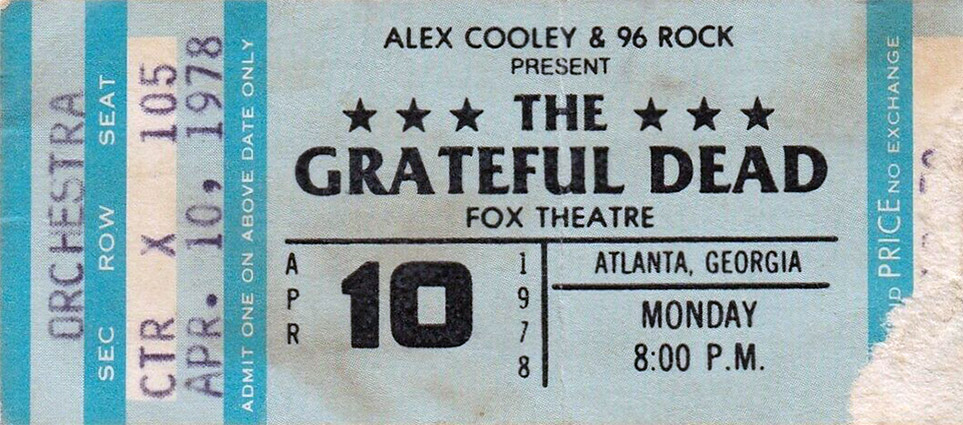 ORCHESTRA
SEC ROW SEAT
CTR X 105
APR. 10, 1978
ADMIT ONE ON ABOVE DATE ONLY
ALEX COOLEY & 96 ROCK
PRESENT
★ ★ ★ THE ★ ★ ★
GRATEFUL DEAD
FOX THEATRE
APR 10 1978
ATLANTA, GEORGIA
MONDAY
8:00 P.M.
PRICE NO EXCHANGE